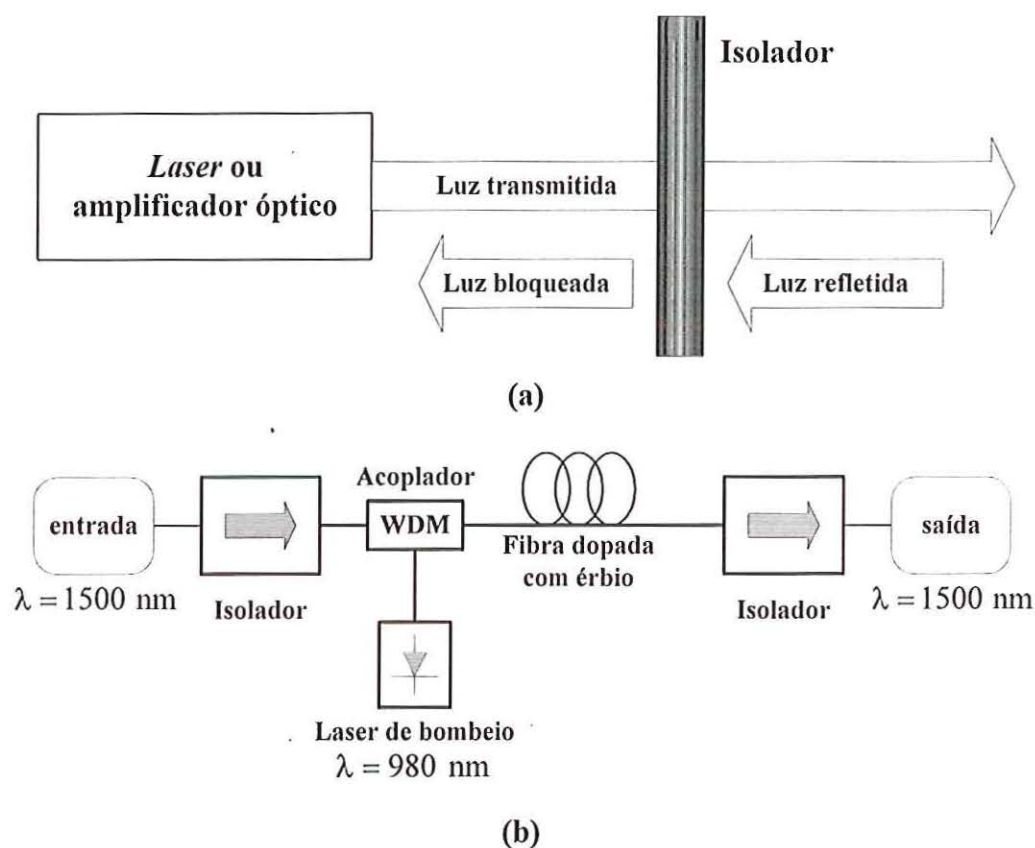 Isolador
Laser ou
amplificador óptico
Luz transmitida
Luz bloqueada
Luz refletida
(a)
entrada
λ = 1500 nm
Isolador
Acoplador
WDM
Fibra dopada
com érbio
Isolador
saída
λ = 1500 nm
Laser de bombeio
λ = 980 nm
(b)